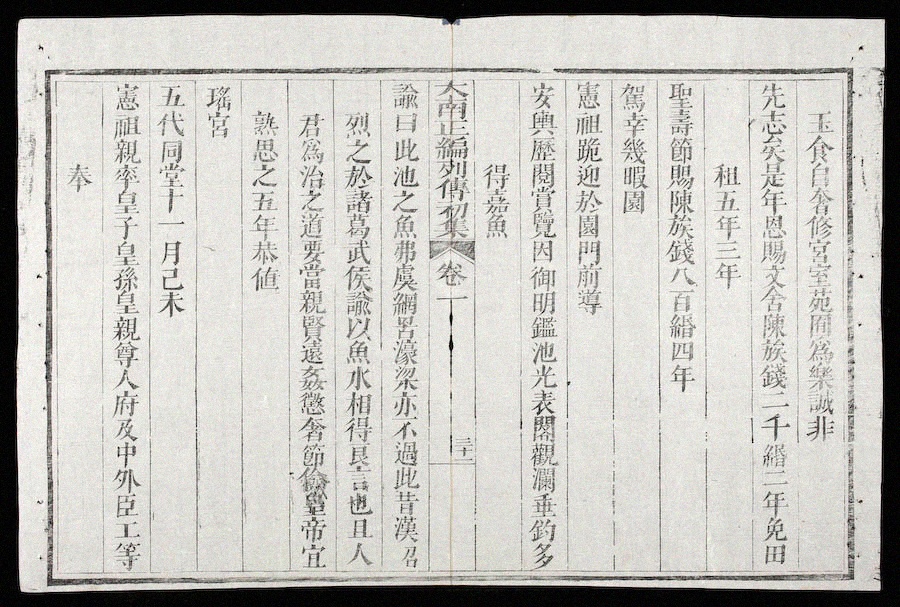 玉食自奢修宮室苑囿爲樂誠非
先志矣是年恩賜文舍陳族錢二千緡二年免田
租五年三年
聖壽節賜陳族錢八百緡四年
駕幸幾暇園
憲祖跪迎於園門前導
安輿歷閱賞覽因御明鑑池光表閣觀瀾垂釣多
得嘉魚
大南正編列傳初集 卷一 三十一
諭曰此池之魚弗虞網罟濠梁亦不過此昔漢昭
烈之於諸葛武侯諭以魚水相得良言也且人
君爲治之道要當親賢遠姦懲奢節儉皇帝宜
熟思之五年恭値
瑤宮
五代同堂十一月己未
憲祖親率皇子皇孫皇親尊人府及中外臣工等
奉